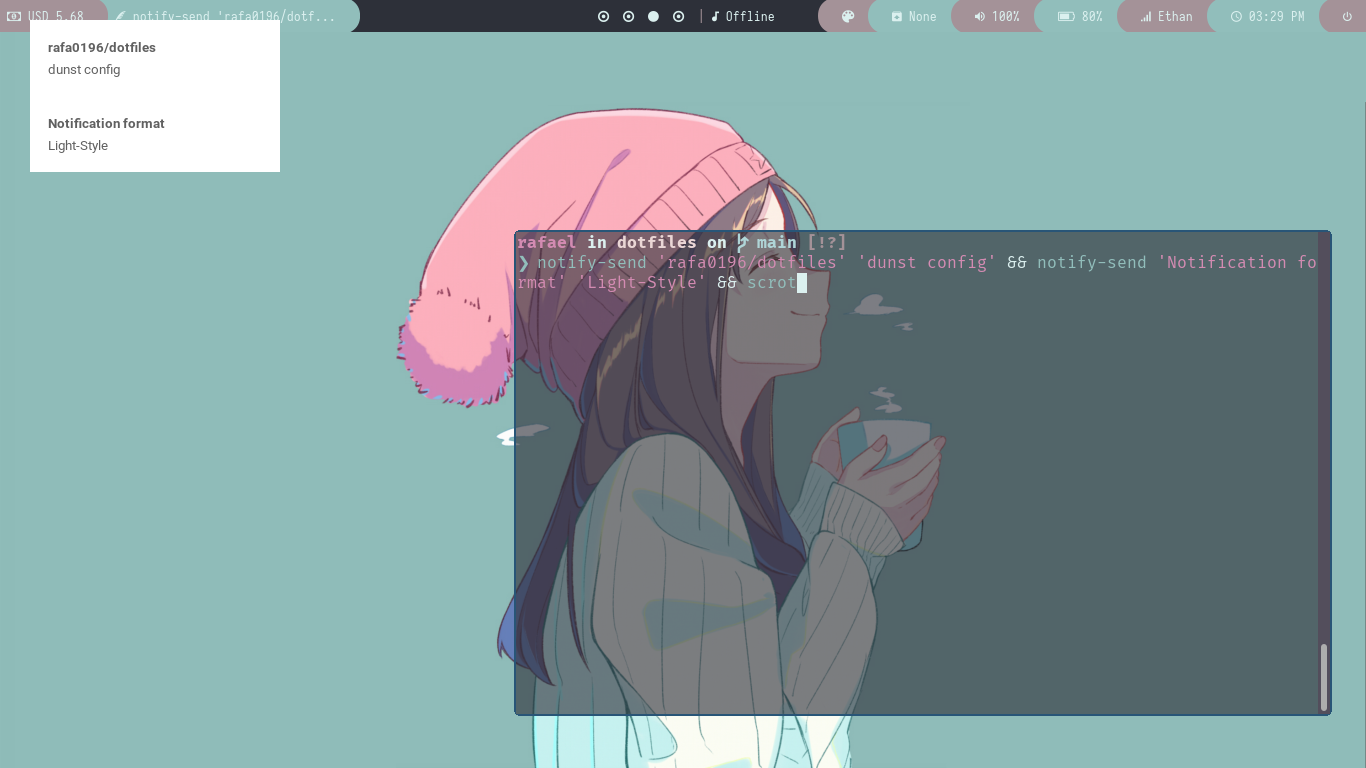 USD 5.68 notify-send 'rafa0196/dotf... Offline None 100% 80% Ethan 03:29 PM
rafa0196/dotfiles
dunst config
Notification format
Light-Style
rafael in dotfiles on main [!?]
❯ notify-send 'rafa0196/dotfiles' 'dunst config' && notify-send 'Notification fo
rmat' 'Light-Style' && scrot